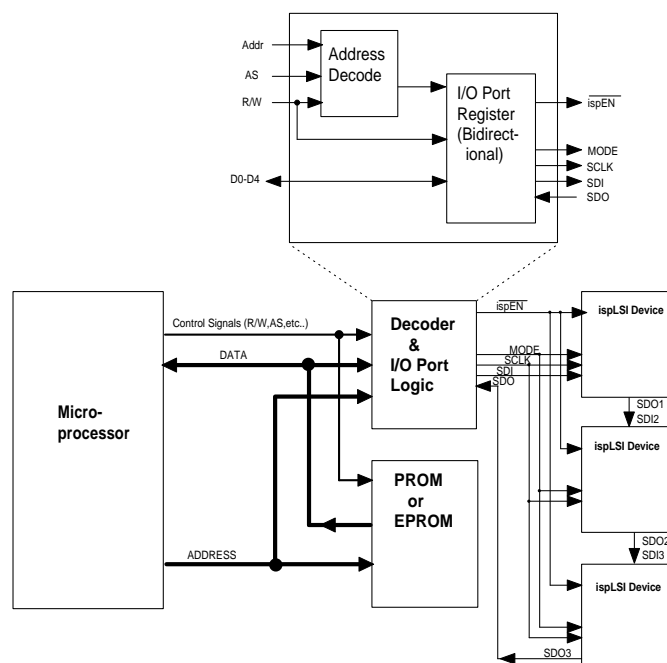 Addr
AS
R/W
D0-D4
Address
Decode
I/O Port
Register
(Bidirect-
ional)
ispEN
MODE
SCLK
SDI
SDO
Micro-
processor
Control Signals (R/W,AS,etc..)
DATA
ADDRESS
Decoder
&
I/O Port
Logic
PROM
or
EPROM
ispEN
MODE
SCLK
SDI
SDO
ispLSI Device
SDO1
SDI2
ispLSI Device
SDO2
SDI3
ispLSI Device
SDO3